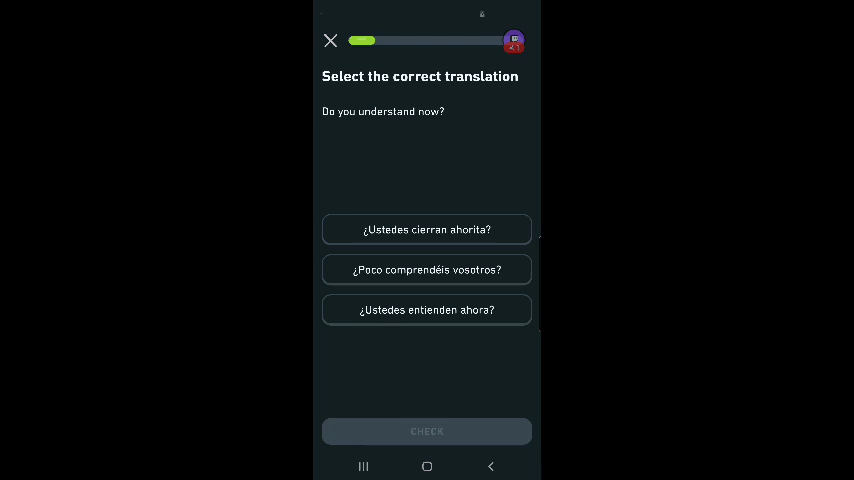 Select the correct translation
Do you understand now?
¿Ustedes cierran ahorita?
¿Poco comprendéis vosotros?
¿Ustedes entienden ahora?
CHECK